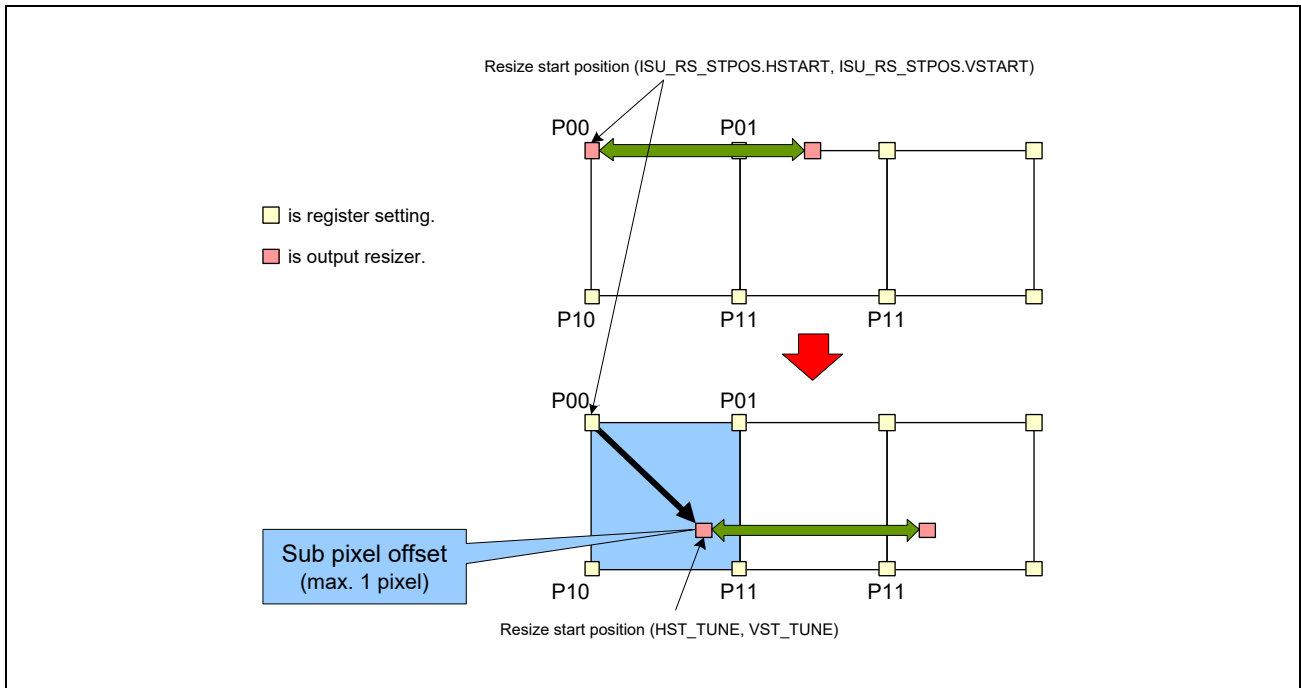 Resize start position (ISU_RS_STPOS.HSTART, ISU_RS_STPOS.VSTART)
P00 P01
is register setting.
is output resizer.
P10 P11 P11
P00 P01
Sub pixel offset
(max. 1 pixel)
P10 P11 P11
Resize start position (HST_TUNE, VST_TUNE)